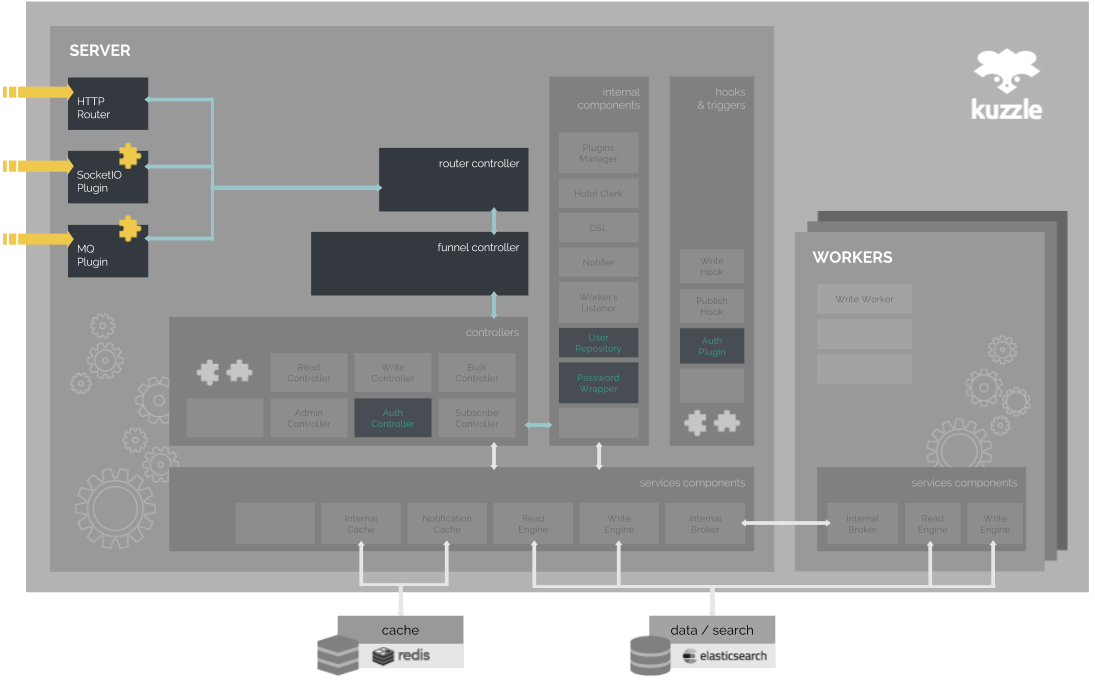 SERVER
HTTP
Router
SocketIO
Plugin
MQ
Plugin
router controller
funnel controller
controllers
Read
Controller
Write
Controller
Bulk
Controller
Admin
Controller
Auth
Controller
Subscribe
Controller
internal
components
Plugins
Manager
Hotel Clerk
DSL
Notifier
Worker's
Listener
User
Repository
Password
Wrapper
hooks
& triggers
Write
Hook
Publish
Hook
Auth
Plugin
services components
Internal
Cache
Notification
Cache
Read
Engine
Write
Engine
Internal
Broker
kuzzle
WORKERS
Write Worker
services components
Internal
Broker
Read
Engine
Write
Engine
cache
redis
data / search
elasticsearch